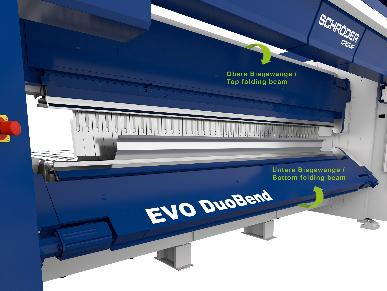 SCHRÖDER
GROUP
Obere Biegewange /
Top folding beam
Untere Biegewange /
Bottom folding beam
EVO DuoBend